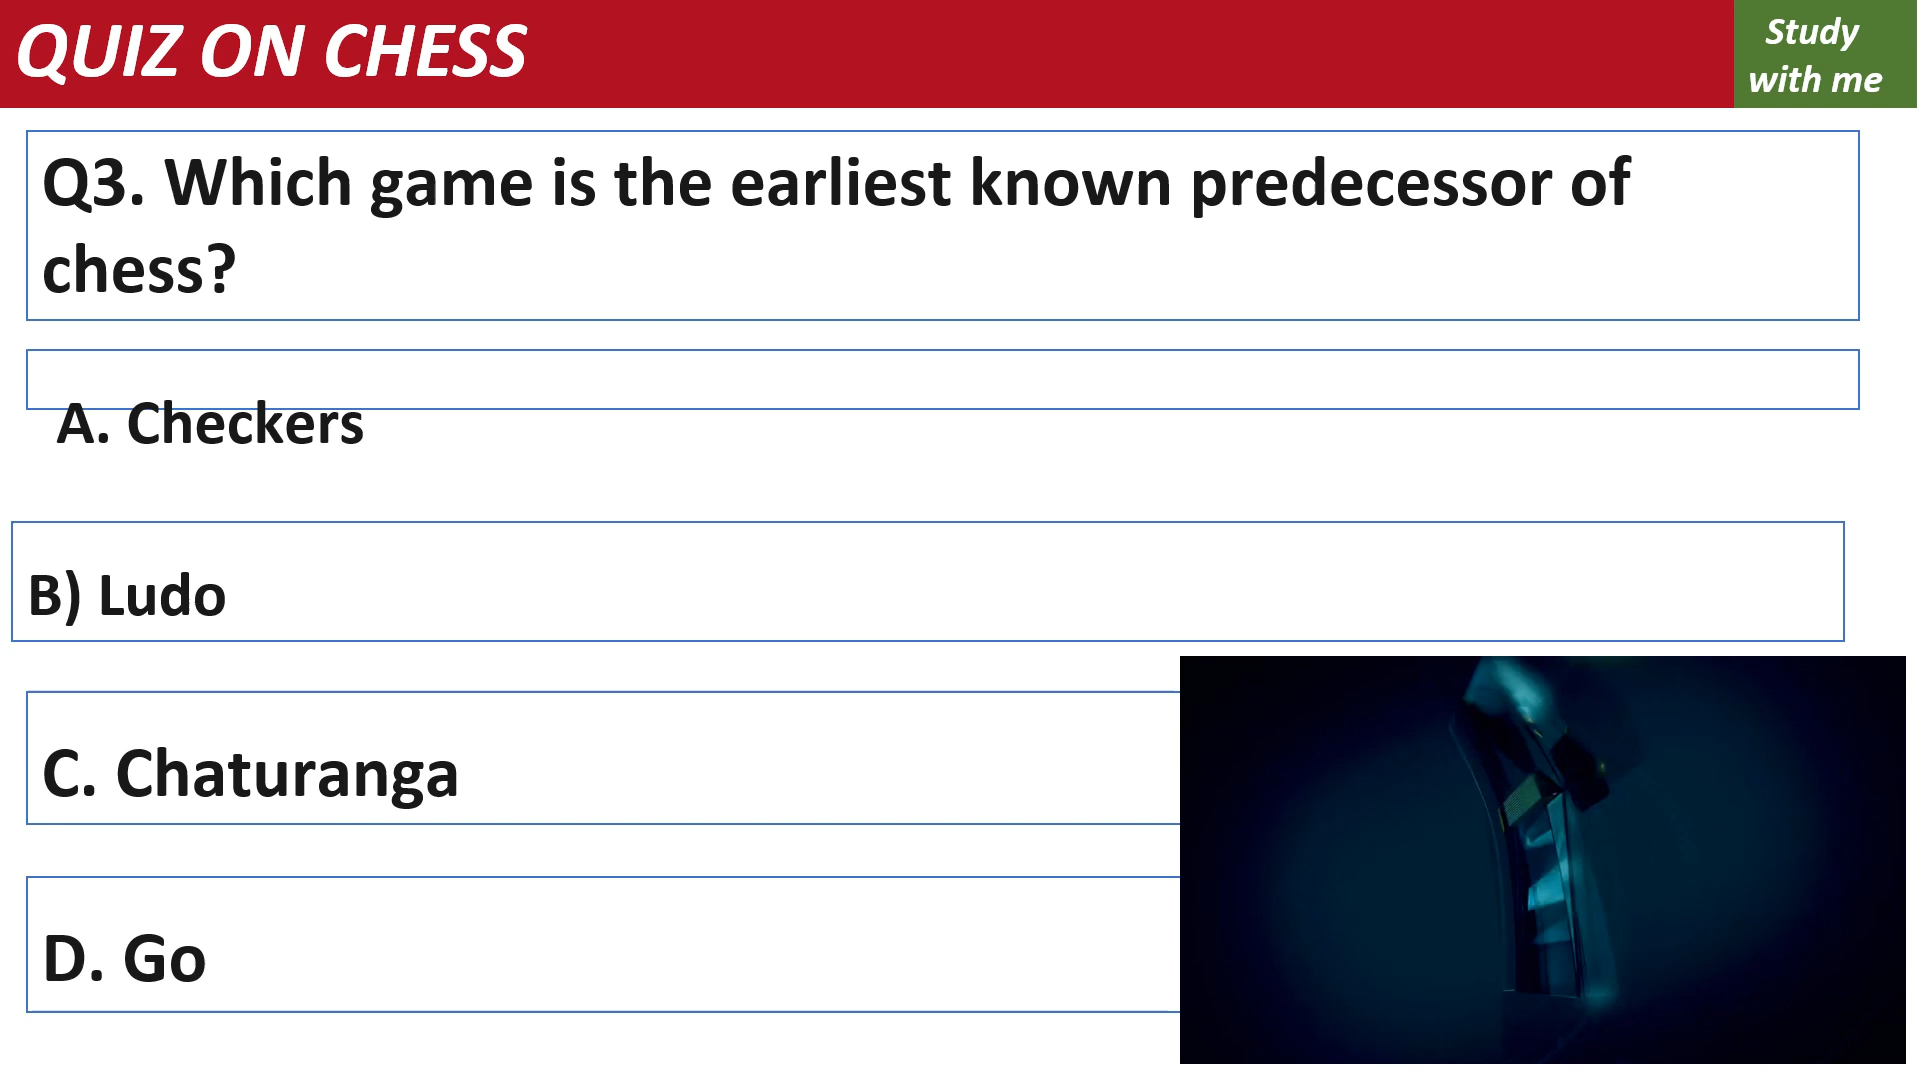 QUIZ ON CHESS
Study
with me
Q3. Which game is the earliest known predecessor of
chess?
A. Checkers
B) Ludo
C. Chaturanga
D. Go